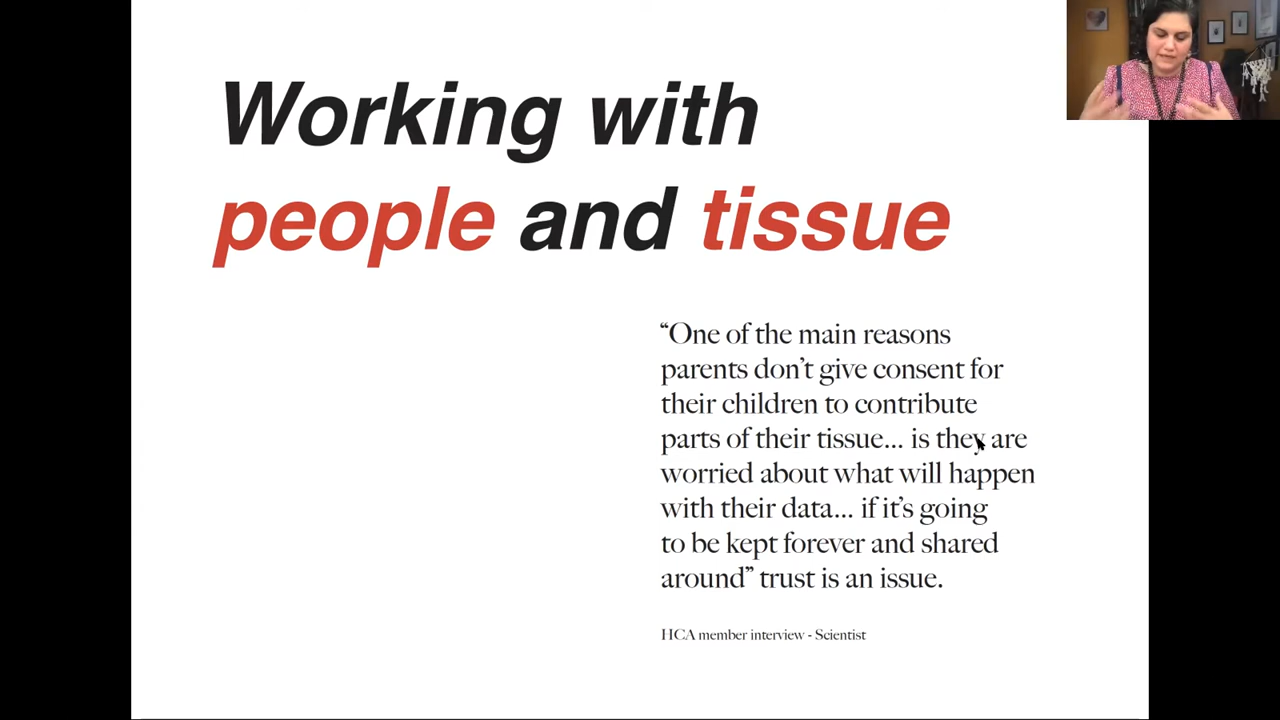 Working with
people and tissue
“One of the main reasons
parents don’t give consent for
their children to contribute
parts of their tissue... is they are
worried about what will happen
with their data... if it’s going
to be kept forever and shared
around” trust is an issue.
HCA member interview - Scientist